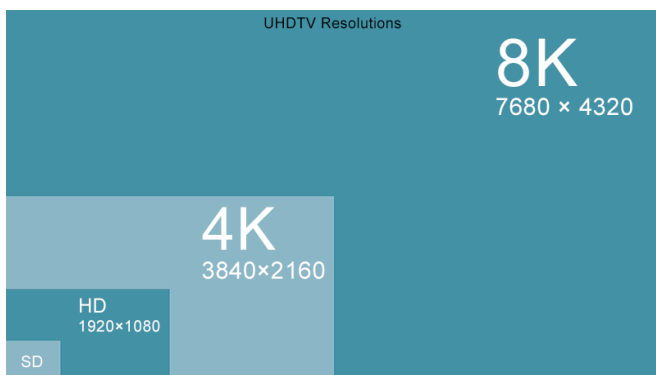 UHDTV Resolutions
8K
7680 × 4320
4K
3840×2160
HD
1920×1080
SD